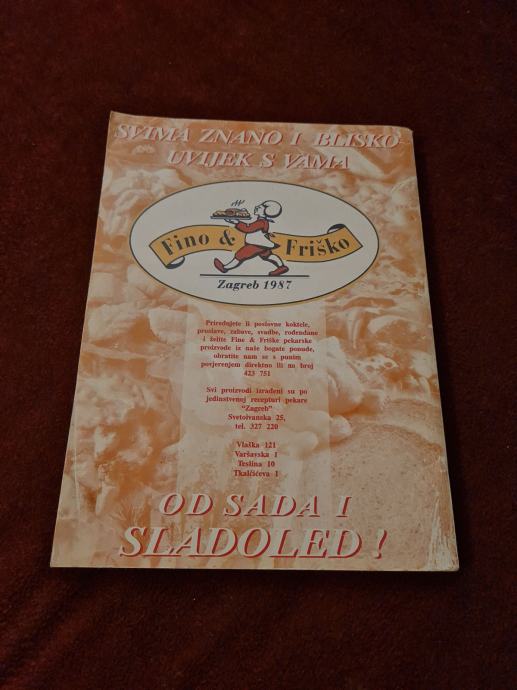 SVIMA ZNANO I BLISKO
UVIJEK S VAMA
Fino & Friško
Zagreb 1987
Priređujete li poslovne koktele,
proslave, zabave, svadbe, rođendane
i želite Fino & Friške pekarske
proizvode iz naše bogate ponude,
obratite nam se s punim
povjerenjem direktno ili na broj
423 751
Svi proizvodi izrađeni su po
jedinstvenoj recepturi pekare
"Zagreb"
Svetoivanska 25,
tel. 327 220
Vlaška 121
Varšavska 1
Teslina 10
Tkalčićeva 1
OD SADA I
SLADOLED !